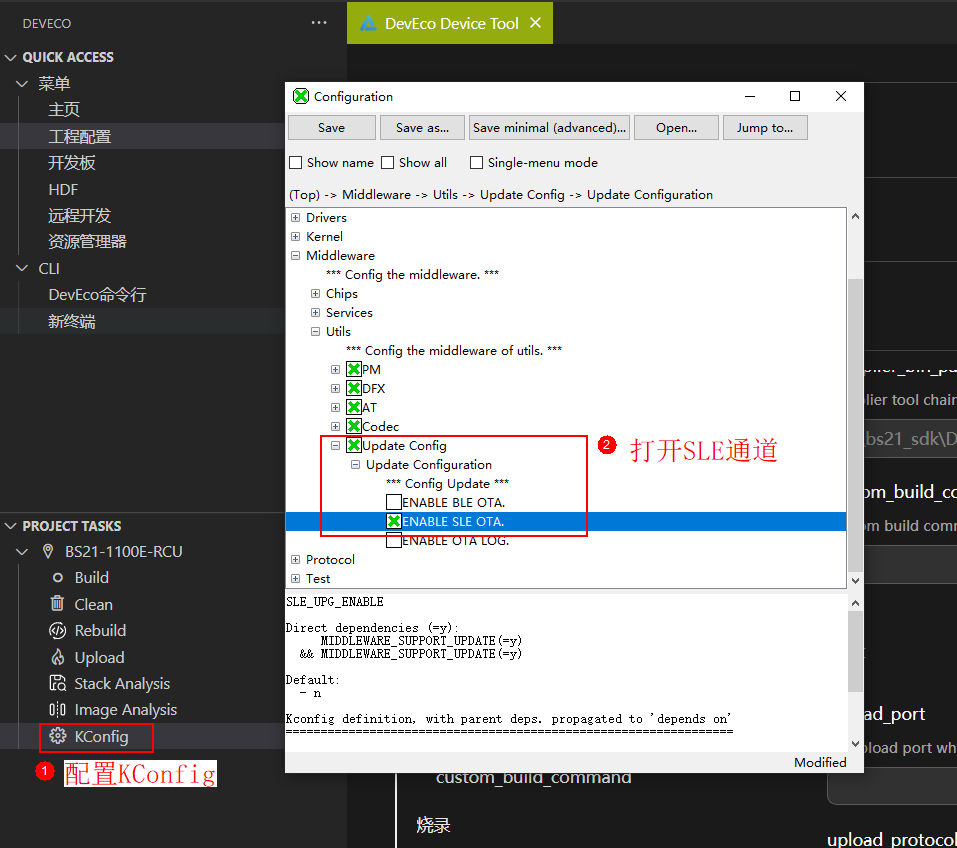 DEVECO
QUICK ACCESS
菜单
主页
工程配置
开发板
HDF
远程开发
资源管理器
CLI
DevEco命令行
新终端
PROJECT TASKS
BS21-1100E-RCU
Build
Clean
Rebuild
Upload
Stack Analysis
Image Analysis
KConfig
1 配置KConfig
DevEco Device Tool
Configuration
Save
Save as...
Save minimal (advanced)...
Open...
Jump to...
Show name
Show all
Single-menu mode
(Top) -> Middleware -> Utils -> Update Config -> Update Configuration
Drivers
Kernel
Middleware
*** Config the middleware. ***
Chips
Services
Utils
*** Config the middleware of utils. ***
PM
DFX
AT
Codec
Update Config
Update Configuration
*** Config Update ***
ENABLE BLE OTA.
ENABLE SLE OTA.
ENABLE OTA LOG.
Protocol
Test
2 打开SLE通道
SLE_UPG_ENABLE
Direct dependencies (=y):
MIDDLEWARE_SUPPORT_UPDATE(=y)
&& MIDDLEWARE_SUPPORT_UPDATE(=y)
Default:
- n
Kconfig definition, with parent deps. propagated to 'depends on'
==================================================================
Modified
lier tool chain
bs21_sdk\D
om_build_co
om build comm
ad_port
load port wh
custom_build_command
烧录
upload_protocol